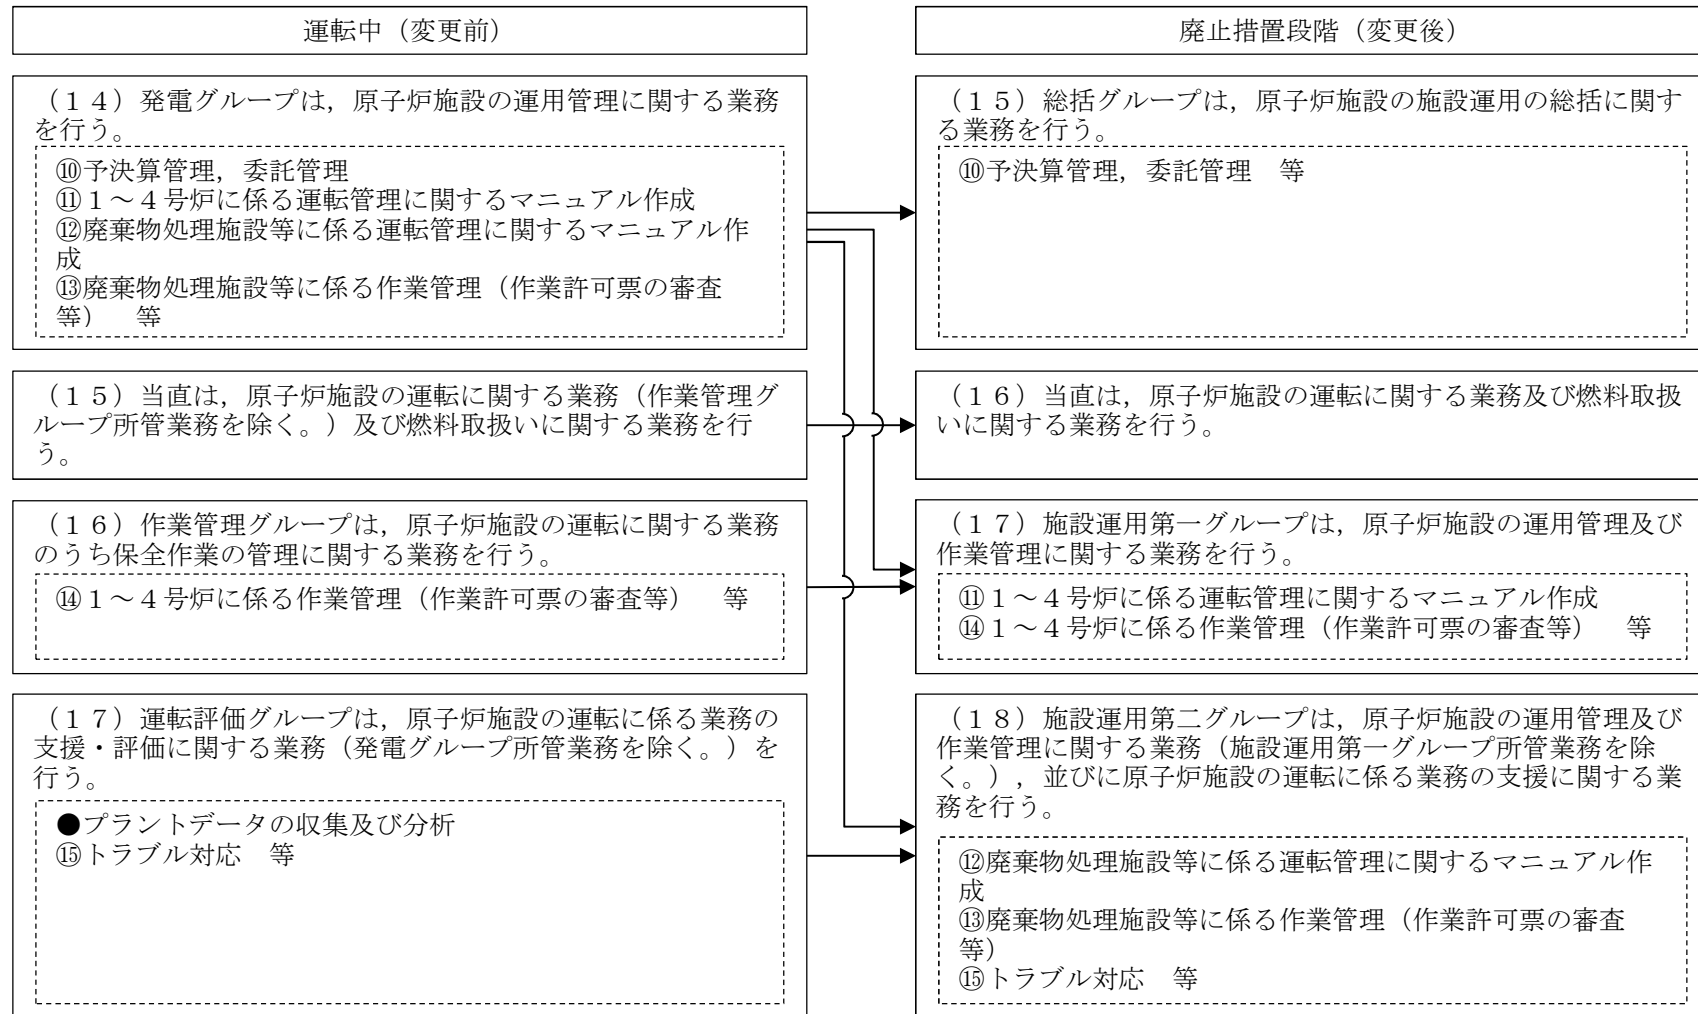 運転中（変更前）
（１４）発電グループは，原子炉施設の運用管理に関する業務
を行う。
⑩予決算管理，委託管理
⑪１～４号炉に係る運転管理に関するマニュアル作成
⑫廃棄物処理施設等に係る運転管理に関するマニュアル作
成
⑬廃棄物処理施設等に係る作業管理（作業許可票の審査
等）　等
（１５）当直は，原子炉施設の運転に関する業務（作業管理グ
ループ所管業務を除く。）及び燃料取扱いに関する業務を行
う。
（１６）作業管理グループは，原子炉施設の運転に関する業務
のうち保全作業の管理に関する業務を行う。
⑭１～４号炉に係る作業管理（作業許可票の審査等）　等
（１７）運転評価グループは，原子炉施設の運転に係る業務の
支援・評価に関する業務（発電グループ所管業務を除く。）を
行う。
●プラントデータの収集及び分析
⑮トラブル対応　等
廃止措置段階（変更後）
（１５）総括グループは，原子炉施設の施設運用の総括に関す
る業務を行う。
⑩予決算管理，委託管理　等
（１６）当直は，原子炉施設の運転に関する業務及び燃料取扱
いに関する業務を行う。
（１７）施設運用第一グループは，原子炉施設の運用管理及び
作業管理に関する業務を行う。
⑪１～４号炉に係る運転管理に関するマニュアル作成
⑭１～４号炉に係る作業管理（作業許可票の審査等）　等
（１８）施設運用第二グループは，原子炉施設の運用管理及び
作業管理に関する業務（施設運用第一グループ所管業務を除
く。），並びに原子炉施設の運転に係る業務の支援に関する業
務を行う。
⑫廃棄物処理施設等に係る運転管理に関するマニュアル作
成
⑬廃棄物処理施設等に係る作業管理（作業許可票の審査
等）
⑮トラブル対応　等